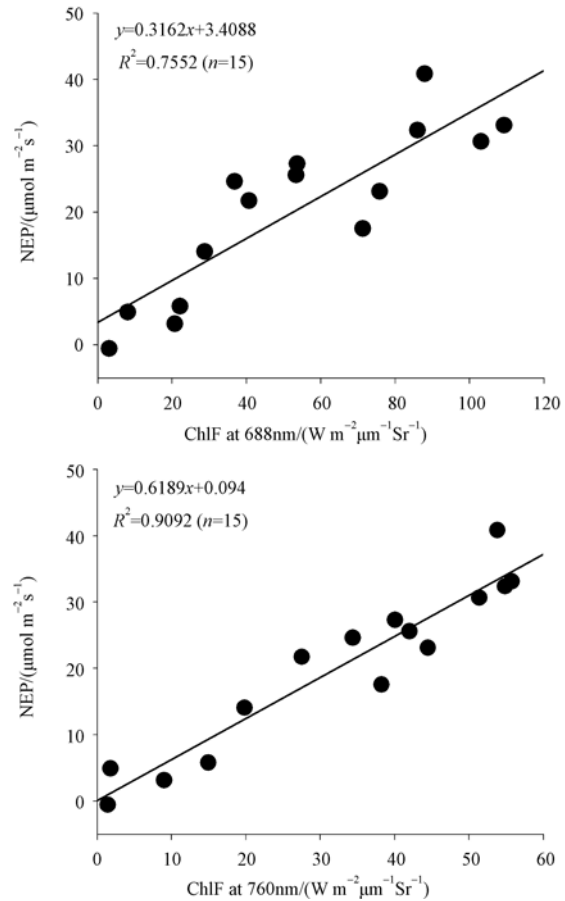 y=0.3162x+3.4088
R²=0.7552 (n=15)
50
40
30
20
10
0
NEP/(μmol m⁻² s⁻¹)
0 20 40 60 80 100 120
ChlF at 688nm/(W m⁻²μm⁻¹Sr⁻¹)
y=0.6189x+0.094
R²=0.9092 (n=15)
50
40
30
20
10
0
NEP/(μmol m⁻² s⁻¹)
0 10 20 30 40 50 60
ChlF at 760nm/(W m⁻²μm⁻¹Sr⁻¹)